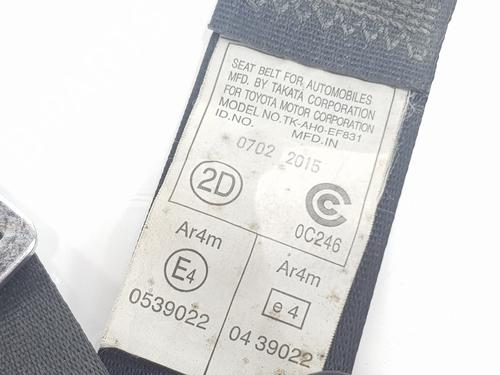 SEAT BELT FOR AUTOMOBILES
MFD. BY TAKATA CORPORATION
FOR TOYOTA MOTOR CORPORATION
MODEL NO.TK-AH0-EF831
ID.NO. MFD.IN
0702 2015
2D
0C246
Ar4m
E4
0539022
Ar4m
e4
04 39022